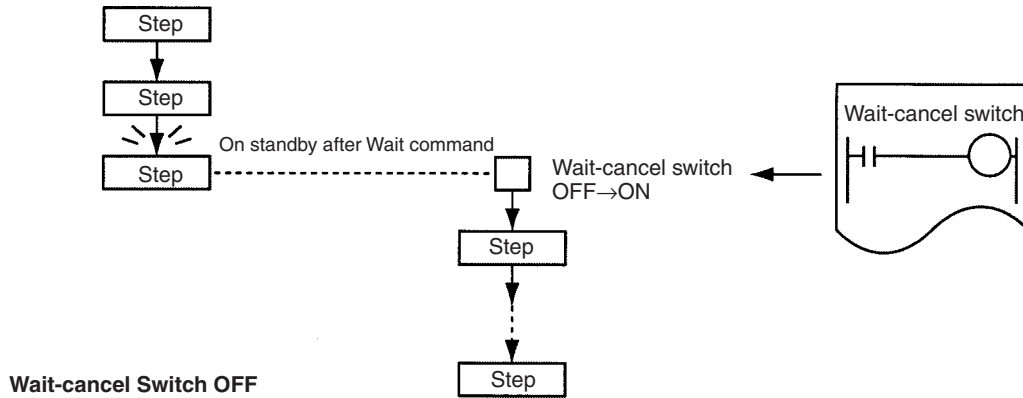 Step
Step
On standby after Wait command
Step
Wait-cancel switch
OFF→ON
Wait-cancel switch
Step
Step
Wait-cancel Switch OFF